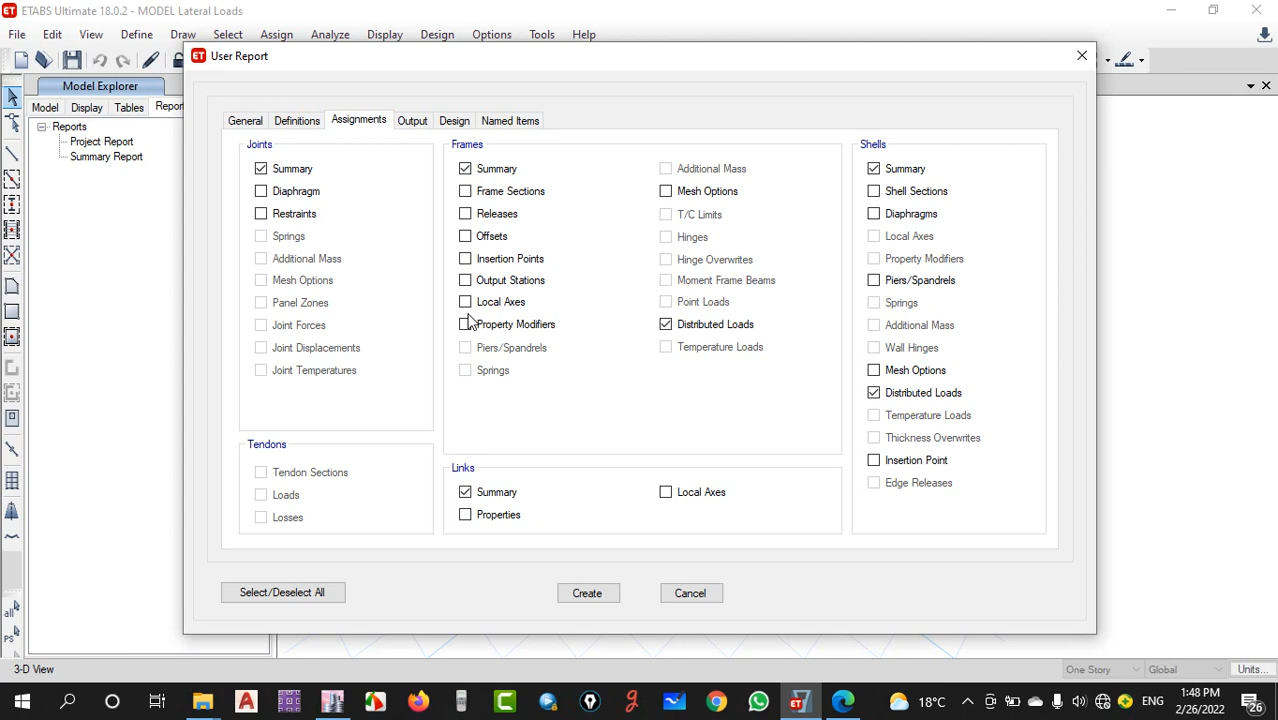 ETABS Ultimate 18.0.2 - MODEL Lateral Loads
File Edit View Define Draw Select Assign Analyze Display Design Options Tools Help
ET User Report
Model Explorer
Model Display Tables Report
Reports
Project Report
Summary Report
General Definitions Assignments Output Design Named Items
Joints
Summary
Diaphragm
Restraints
Springs
Additional Mass
Mesh Options
Panel Zones
Joint Forces
Joint Displacements
Joint Temperatures
Tendons
Tendon Sections
Loads
Losses
Frames
Summary
Frame Sections
Releases
Offsets
Insertion Points
Output Stations
Local Axes
Property Modifiers
Piers/Spandrels
Springs
Additional Mass
Mesh Options
T/C Limits
Hinges
Hinge Overwrites
Moment Frame Beams
Point Loads
Distributed Loads
Temperature Loads
Links
Summary
Properties
Local Axes
Shells
Summary
Shell Sections
Diaphragms
Local Axes
Property Modifiers
Piers/Spandrels
Springs
Additional Mass
Wall Hinges
Mesh Options
Distributed Loads
Temperature Loads
Thickness Overwrites
Insertion Point
Edge Releases
Select/Deselect All Create Cancel
all
ps
3-D View One Story Global Units...
18°C ENG 1:48 PM
2/26/2022 26